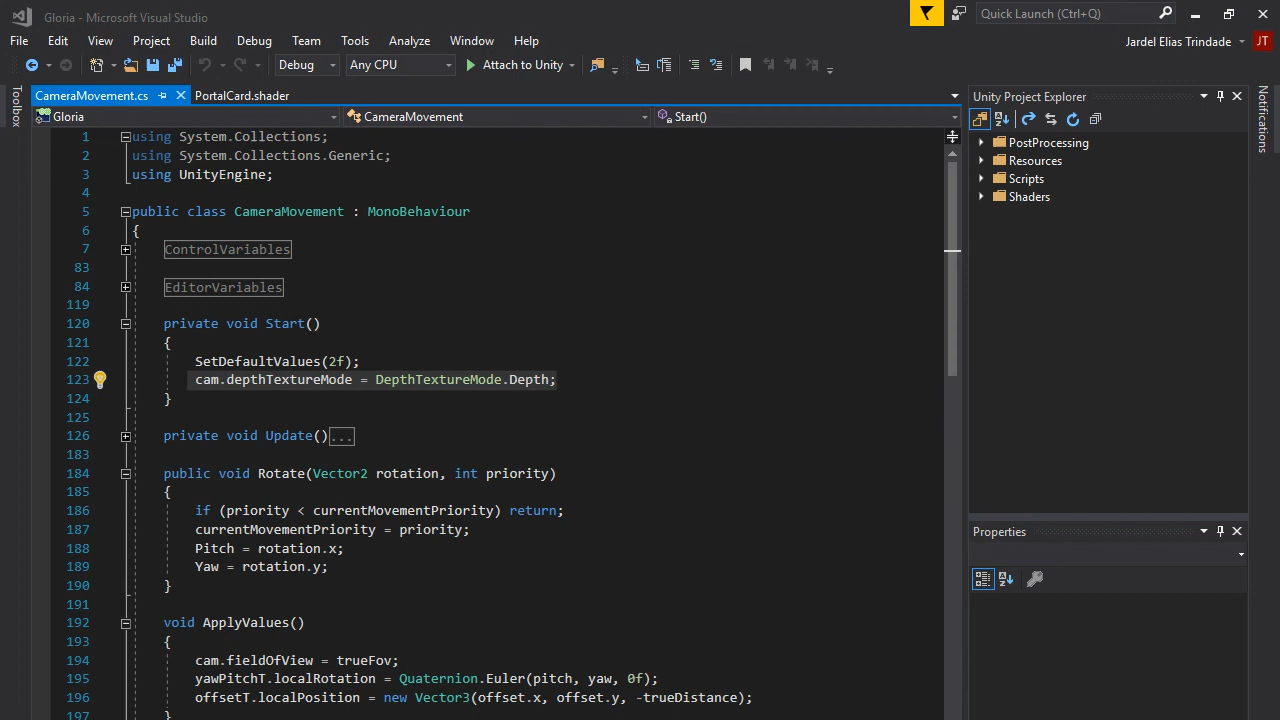 Gloria - Microsoft Visual Studio
Quick Launch (Ctrl+Q)
File Edit View Project Build Debug Team Tools Analyze Window Help
Jardel Elias Trindade JT
Debug Any CPU Attach to Unity
Toolbox
CameraMovement.cs PortalCard.shader
Gloria CameraMovement Start()
1 using System.Collections;
2 using System.Collections.Generic;
3 using UnityEngine;
4
5 public class CameraMovement : MonoBehaviour
6 {
7 ControlVariables
83
84 EditorVariables
119
120 private void Start()
121 {
122 SetDefaultValues(2f);
123 cam.depthTextureMode = DepthTextureMode.Depth;
124 }
125
126 private void Update()...
183
184 public void Rotate(Vector2 rotation, int priority)
185 {
186 if (priority < currentMovementPriority) return;
187 currentMovementPriority = priority;
188 Pitch = rotation.x;
189 Yaw = rotation.y;
190 }
191
192 void ApplyValues()
193 {
194 cam.fieldOfView = trueFov;
195 yawPitchT.localRotation = Quaternion.Euler(pitch, yaw, 0f);
196 offsetT.localPosition = new Vector3(offset.x, offset.y, -trueDistance);
197 }
Unity Project Explorer
PostProcessing
Resources
Scripts
Shaders
Properties
Notifications